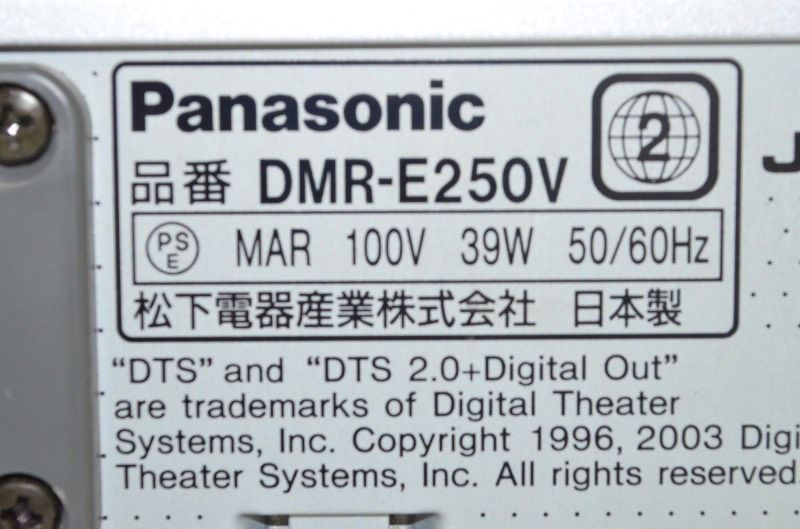 Panasonic
2
品番 DMR-E250V
PS
E
MAR 100V 39W 50/60Hz
松下電器産業株式会社 日本製
“DTS” and “DTS 2.0+Digital Out”
are trademarks of Digital Theater
Systems, Inc. Copyright 1996, 2003 Digi
Theater Systems, Inc. All rights reserved.